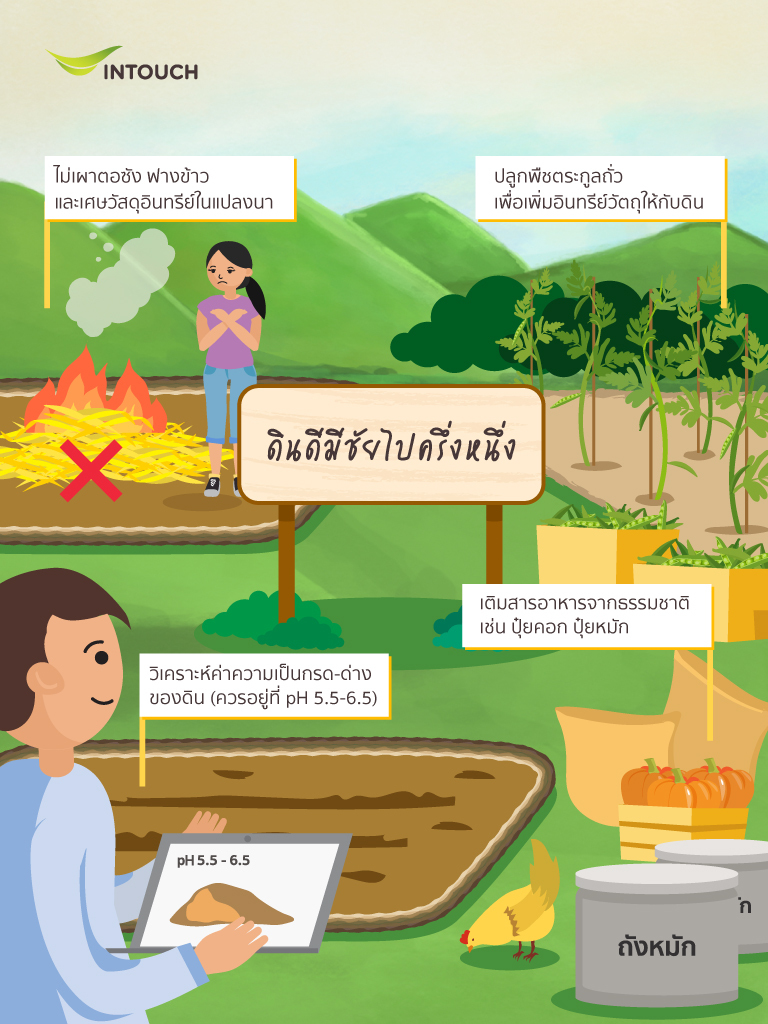 INTOUCH
ไม่เผาตอซัง ฟางข้าว
และเศษวัสดุอินทรีย์ในแปลงนา
ปลูกพืชตระกูลถั่ว
เพื่อเพิ่มอินทรีย์วัตถุให้กับดิน
ดินดีมีชัยไปครึ่งหนึ่ง
เติมสารอาหารจากธรรมชาติ
เช่น ปุ๋ยคอก ปุ๋ยหมัก
วิเคราะห์ค่าความเป็นกรด-ด่าง
ของดิน (ควรอยู่ที่ pH 5.5-6.5)
pH 5.5 - 6.5
ถังหมัก